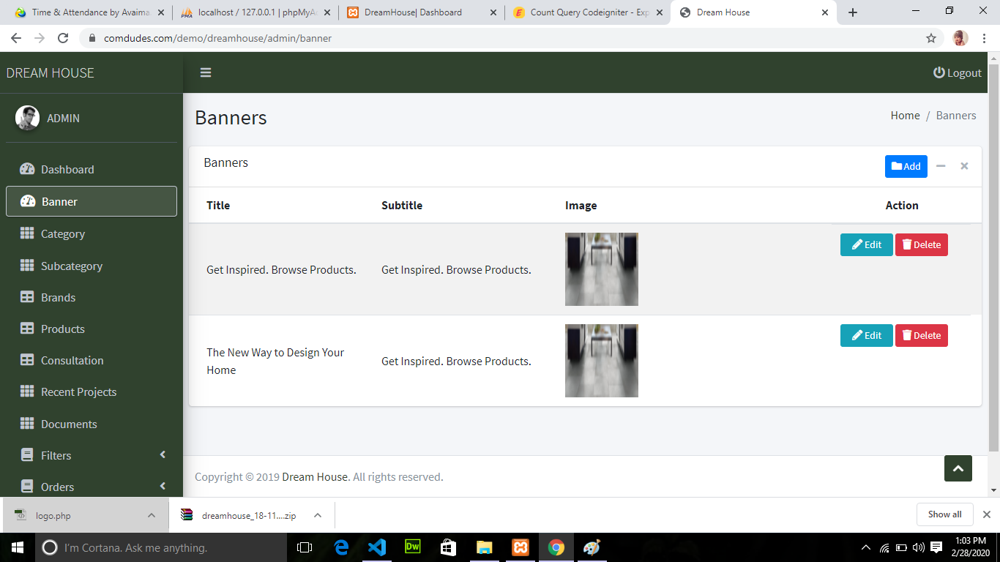 Time & Attendance by Avaima.
localhost / 127.0.0.1 | phpMyAd
DreamHouse| Dashboard
Count Query Codeigniter - Exp
Dream House
comdudes.com/demo/dreamhouse/admin/banner
DREAM HOUSE
Logout
ADMIN
Banners
Home / Banners
Dashboard
Banner
Category
Subcategory
Brands
Products
Consultation
Recent Projects
Documents
Filters
Orders
Banners
Add
Title Subtitle Image Action
Get Inspired. Browse Products. Get Inspired. Browse Products. Edit Delete
The New Way to Design Your
Home
Get Inspired. Browse Products. Edit Delete
Copyright © 2019 Dream House. All rights reserved.
logo.php
dreamhouse_18-11....zip
Show all
I'm Cortana. Ask me anything.
Dw
1:03 PM
2/28/2020